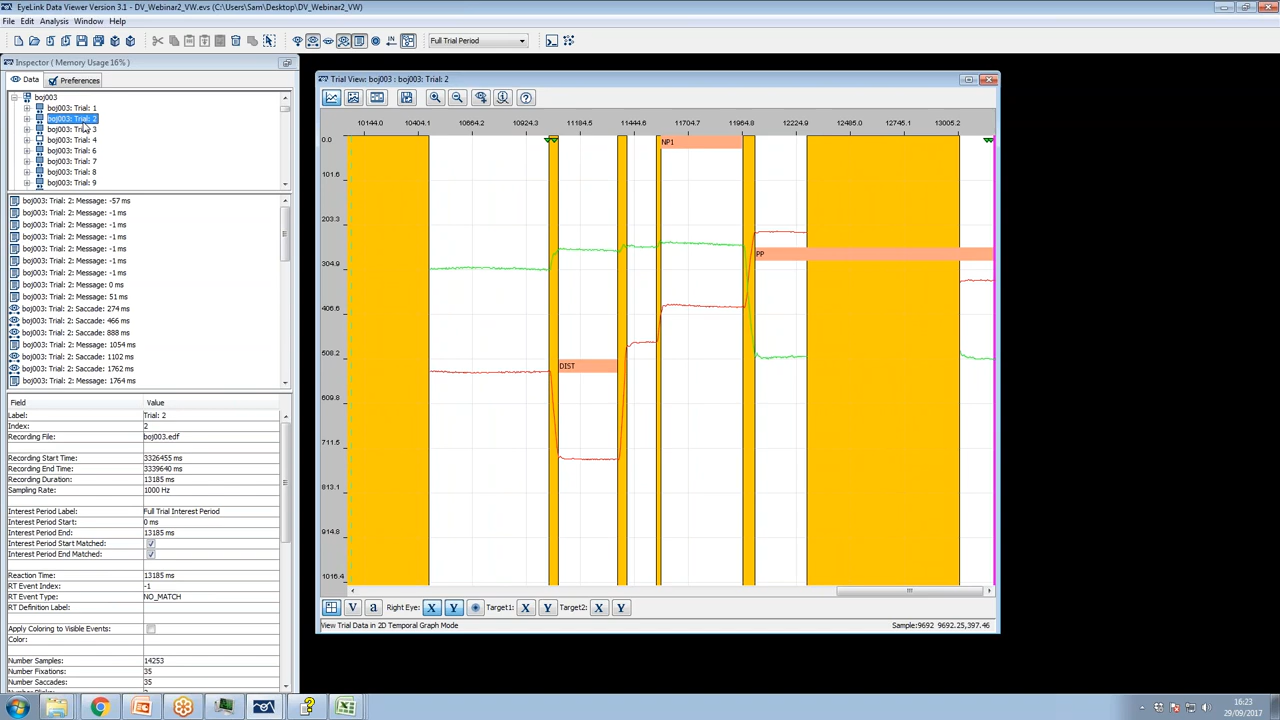 EyeLink Data Viewer Version 3.1 - DV_Webinar2_VW.evs (C:\Users\Sam\Desktop\DV_Webinar2_VW)
File Edit Analysis Window Help
IN Full Trial Period
Inspector ( Memory Usage 16% )
Data Preferences
boj003
boj003: Trial: 1
boj003: Trial: 2
boj003: Trial: 3
boj003: Trial: 4
boj003: Trial: 6
boj003: Trial: 7
boj003: Trial: 8
boj003: Trial: 9
boj003: Trial: 2: Message: -57 ms
boj003: Trial: 2: Message: -1 ms
boj003: Trial: 2: Message: -1 ms
boj003: Trial: 2: Message: -1 ms
boj003: Trial: 2: Message: -1 ms
boj003: Trial: 2: Message: -1 ms
boj003: Trial: 2: Message: -1 ms
boj003: Trial: 2: Message: 0 ms
boj003: Trial: 2: Message: 51 ms
boj003: Trial: 2: Saccade: 274 ms
boj003: Trial: 2: Saccade: 466 ms
boj003: Trial: 2: Saccade: 888 ms
boj003: Trial: 2: Message: 1054 ms
boj003: Trial: 2: Saccade: 1102 ms
boj003: Trial: 2: Saccade: 1762 ms
boj003: Trial: 2: Message: 1764 ms
Field Value
Label: Trial: 2
Index: 2
Recording File: boj003.edf
Recording Start Time: 3326455 ms
Recording End Time: 3339640 ms
Recording Duration: 13185 ms
Sampling Rate: 1000 Hz
Interest Period Label: Full Trial Interest Period
Interest Period Start: 0 ms
Interest Period End: 13185 ms
Interest Period Start Matched:
Interest Period End Matched:
Reaction Time: 13185 ms
RT Event Index: -1
RT Event Type: NO_MATCH
RT Definition Label:
Apply Coloring to Visible Events:
Color:
Number Samples: 14253
Number Fixations: 35
Number Saccades: 35
Trial View: boj003 : boj003: Trial: 2
10144.0 10404.1 10664.2 10924.3 11184.5 11444.6 11704.7 11964.8 12224.9 12485.0 12745.1 13005.2
0.0
101.6
203.3
304.9
406.6
508.2
609.8
711.5
813.1
914.8
1016.4
NP1
PP
DIST
V a Right Eye: X Y Target1: X Y Target2: X Y
View Trial Data in 2D Temporal Graph Mode
Sample:9692 9692.25,397.46
16:23
29/09/2017